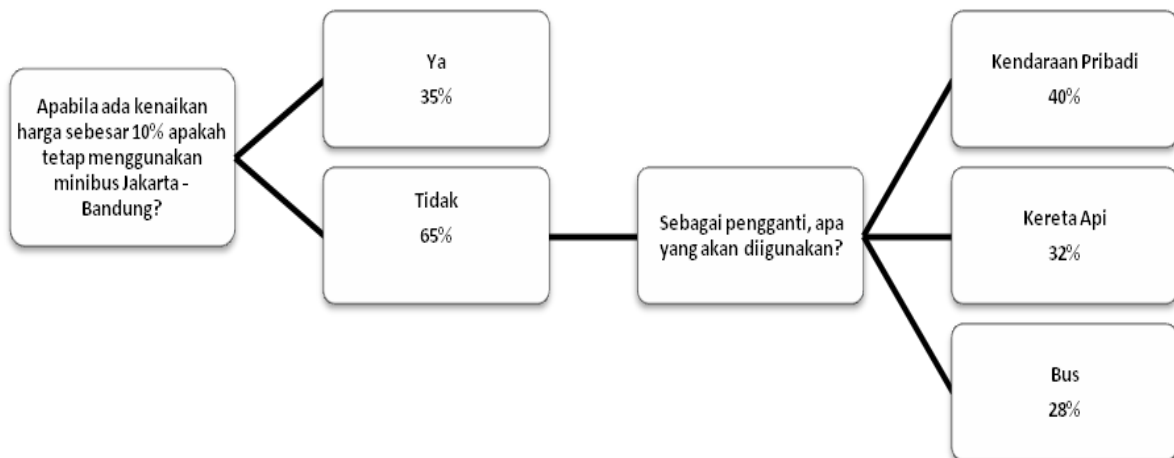 Apabila ada kenaikan
harga sebesar 10% apakah
tetap menggunakan
minibus Jakarta -
Bandung?
Ya
35%
Tidak
65%
Sebagai pengganti, apa
yang akan diigunakan?
Kendaraan Pribadi
40%
Kereta Api
32%
Bus
28%